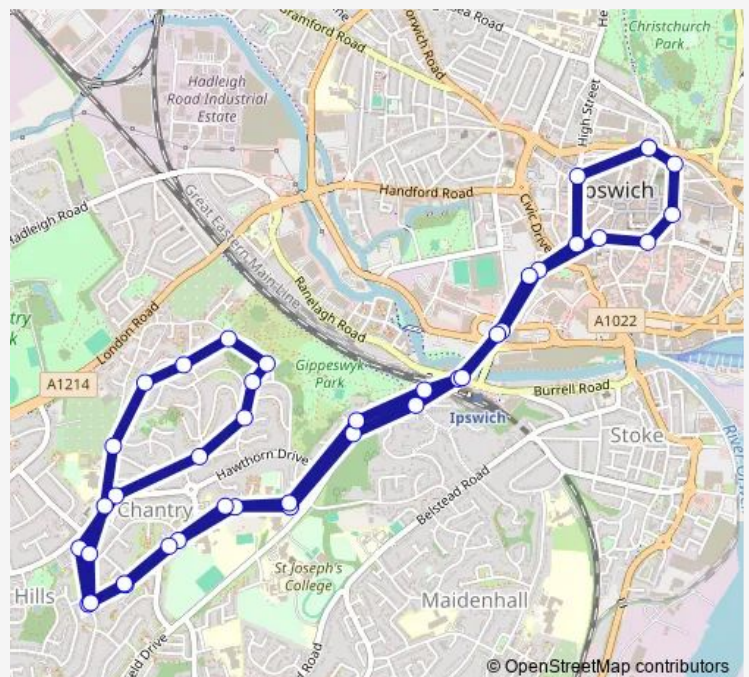 Bramford Road
Norwich Road
Road
Christchurch
Park
Hadleigh
Road Industrial
Estate
High Street
Handford Road
Ipswich
Civic Drive
Hadleigh Road
Great Eastern Main Line
Ranelagh Road
London Road
A1022
Gippeswyk
Park
A1214
Burrell Road
Ipswich
Stoke
Hawthorn Drive
Belstead Road
Chantry
St Joseph's
College
Hills
Maidenhall
© OpenStreetMap contributors